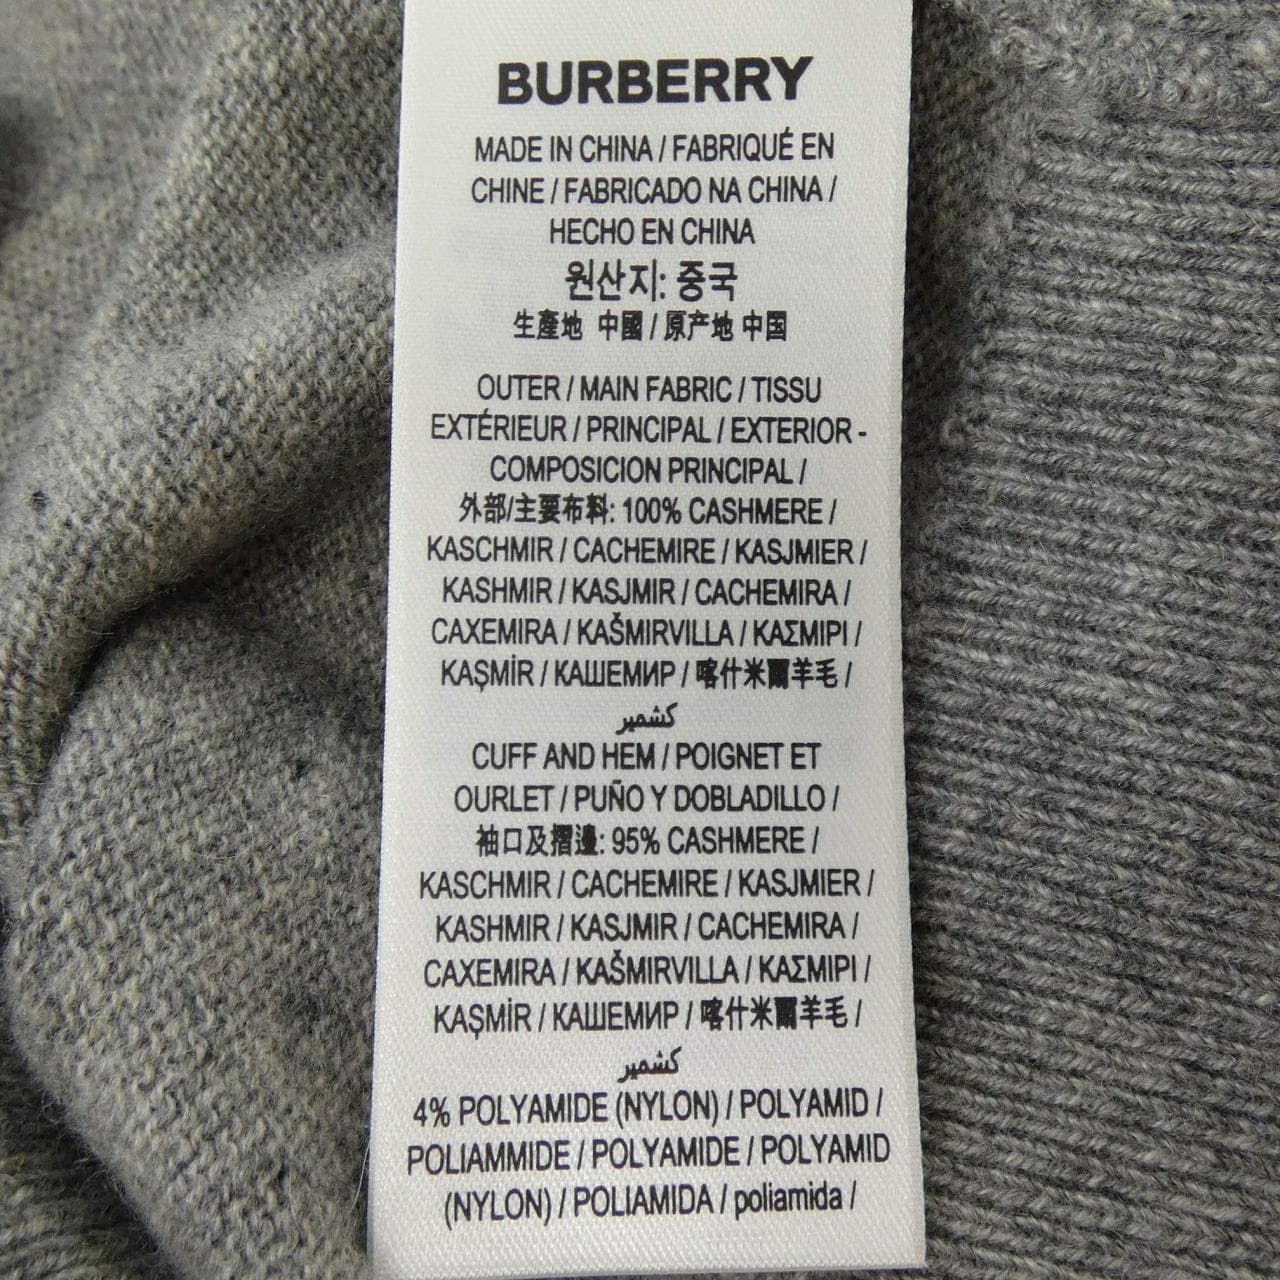 BURBERRY
MADE IN CHINA / FABRIQUÉ EN
CHINE / FABRICADO NA CHINA /
HECHO EN CHINA
원산지: 중국
生產地 中國 / 原产地 中国
OUTER / MAIN FABRIC / TISSU
EXTÉRIEUR / PRINCIPAL / EXTERIOR -
COMPOSICION PRINCIPAL /
外部/主要布料: 100% CASHMERE /
KASCHMIR / CACHEMIRE / KASJMIER /
KASHMIR / KASJMIR / CACHEMIRA /
CAXEMIRA / KAŠMIRVILLA / ΚΑΣΜΙΡΙ /
KAŞMİR / КАШЕМИР / 喀什米爾羊毛 /
كشمير
CUFF AND HEM / POIGNET ET
OURLET / PUÑO Y DOBLADILLO /
袖口及摺邊: 95% CASHMERE /
KASCHMIR / CACHEMIRE / KASJMIER /
KASHMIR / KASJMIR / CACHEMIRA /
CAXEMIRA / KAŠMIRVILLA / ΚΑΣΜΙΡΙ /
KAŞMİR / КАШЕМИР / 喀什米爾羊毛 /
كشمير
4% POLYAMIDE (NYLON) / POLYAMID /
POLIAMMIDE / POLYAMIDE / POLYAMID
(NYLON) / POLIAMIDA / poliamida /